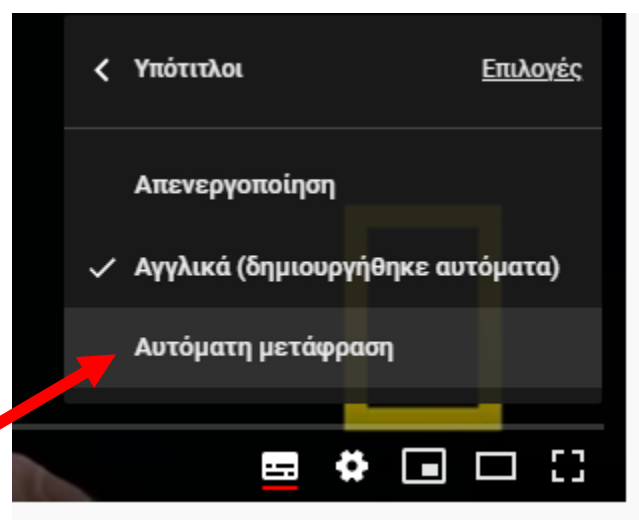 Υπότιτλοι Επιλογές
Απενεργοποίηση
Αγγλικά (δημιουργήθηκε αυτόματα)
Αυτόματη μετάφραση